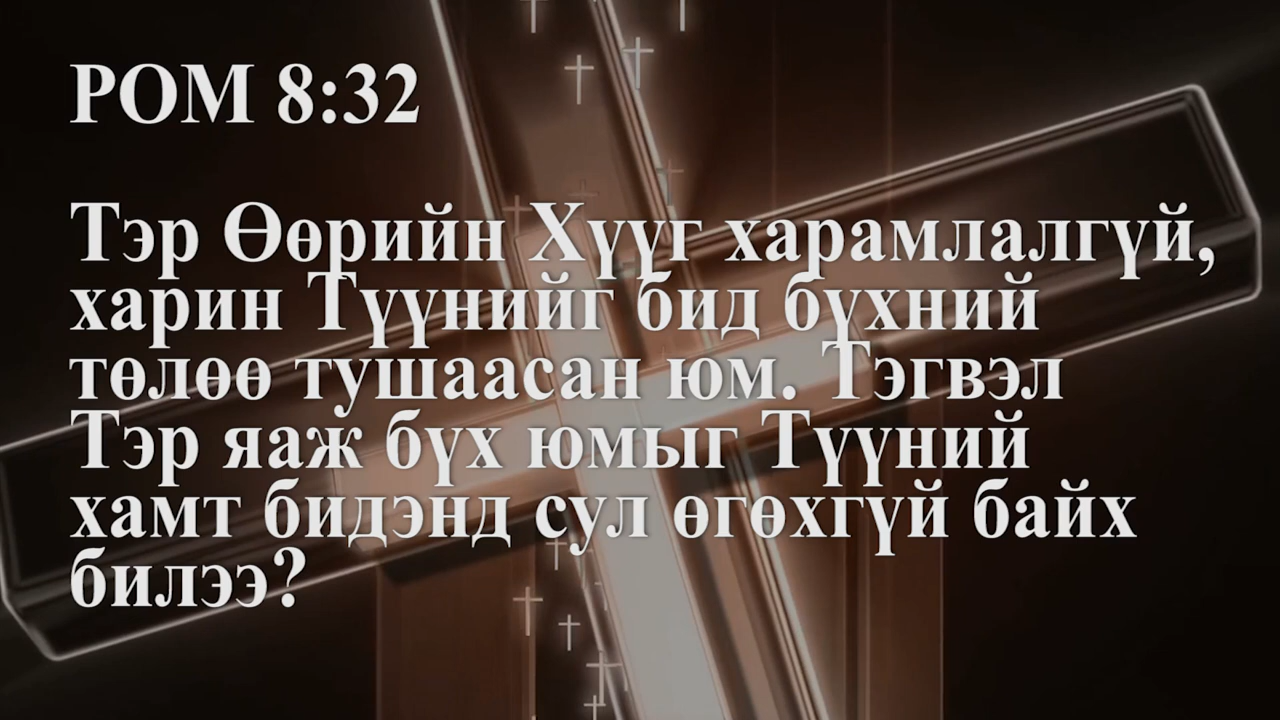 РОМ 8:32
Тэр Өөрийн Хүүг харамлалгүй,
харин Түүнийг бид бүхний
төлөө тушаасан юм. Тэгвэл
Тэр яаж бүх юмыг Түүний
хамт бидэнд сул өгөхгүй байх
билээ?